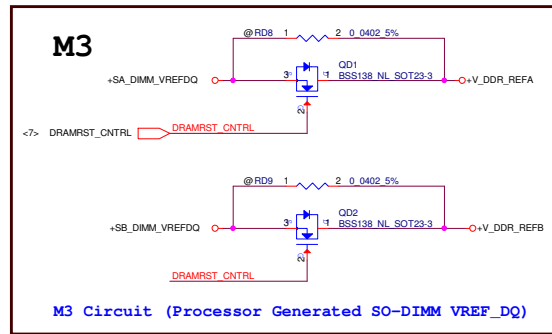 M3
@RD8 1 2 0_0402_5%
QD1
BSS138_NL_SOT23-3
+SA_DIMM_VREFDQ 3 1 +V_DDR_REFA
2
<7> DRAMRST_CNTRL DRAMRST_CNTRL
@RD9 1 2 0_0402_5%
QD2
BSS138_NL_SOT23-3
+SB_DIMM_VREFDQ 3 1 +V_DDR_REFB
2
DRAMRST_CNTRL
M3 Circuit (Processor Generated SO-DIMM VREF_DQ)